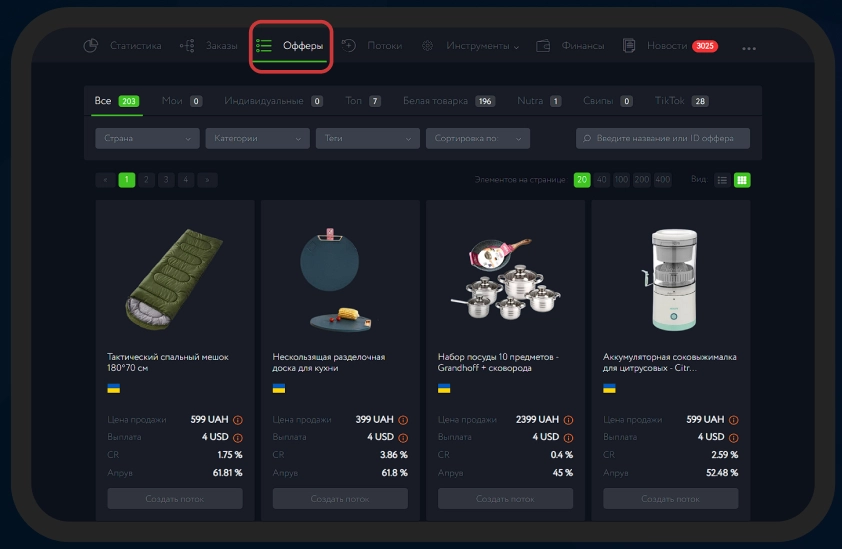 Статистика Заказы Офферы Потоки Инструменты Финансы Новости 3025
Все 203 Мои 0 Индивидуальные 0 Топ 7 Белая товарка 196 Nutra 1 Свипы 0 TikTok 28
Страна Категории Теги Сортировка по Введите название или ID оффера
« 1 2 3 4 » Элементов на странице 20 40 100 200 400 Вид:
Тактический спальный мешок
180*70 см
Цена продажи 599 UAH
Выплата 4 USD
CR 1.75 %
Апрув 61.81 %
Создать поток
Нескользящая разделочная
доска для кухни
Цена продажи 399 UAH
Выплата 4 USD
CR 3.86 %
Апрув 61.8 %
Создать поток
Набор посуды 10 предметов -
Grandhoff + сковорода
Цена продажи 2399 UAH
Выплата 4 USD
CR 0.4 %
Апрув 45 %
Создать поток
Аккумуляторная соковыжималка
для цитрусовых - Citr...
Цена продажи 599 UAH
Выплата 4 USD
CR 2.59 %
Апрув 52.48 %
Создать поток